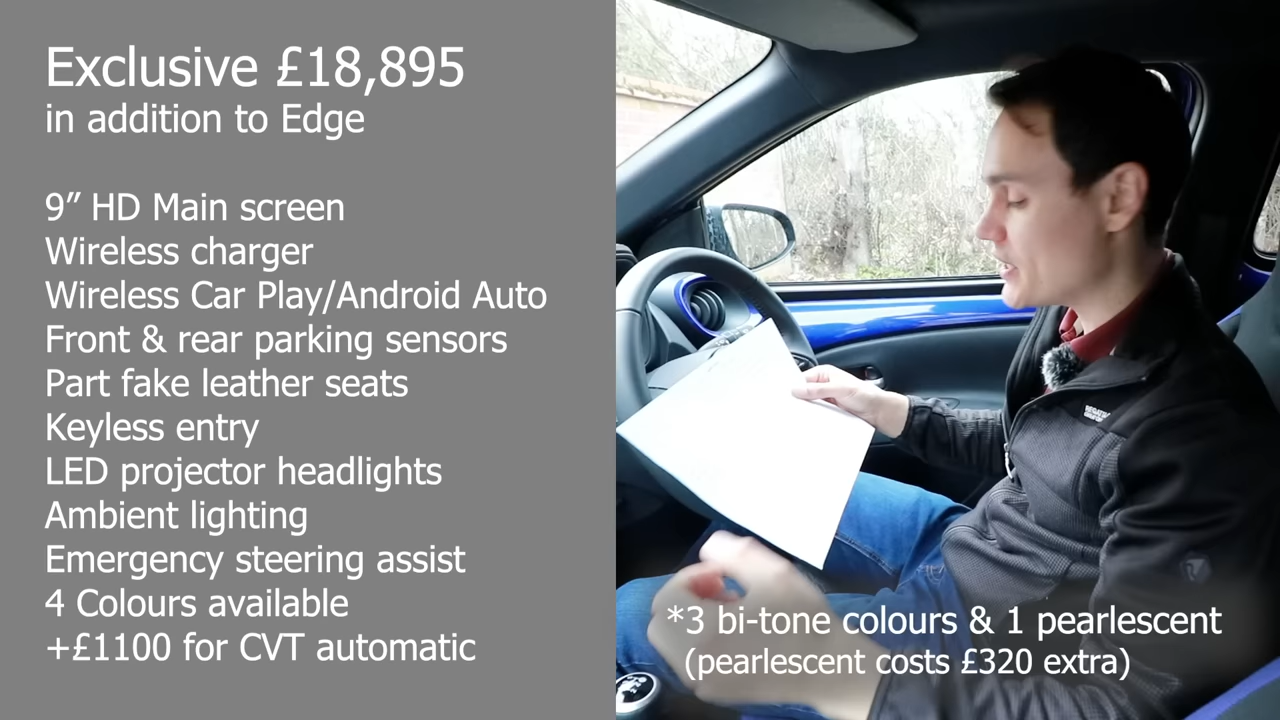 Exclusive £18,895
in addition to Edge
9” HD Main screen
Wireless charger
Wireless Car Play/Android Auto
Front & rear parking sensors
Part fake leather seats
Keyless entry
LED projector headlights
Ambient lighting
Emergency steering assist
4 Colours available
+£1100 for CVT automatic
*3 bi-tone colours & 1 pearlescent
(pearlescent costs £320 extra)